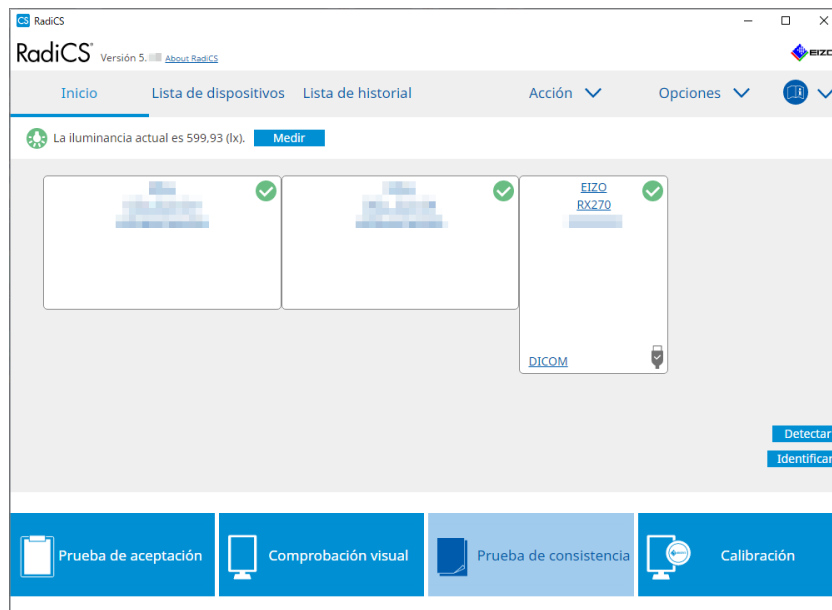 CS RadiCS
RadiCS Versión 5. About RadiCS
EIZO
Inicio Lista de dispositivos Lista de historial Acción Opciones
La iluminancia actual es 599,93 (lx). Medir
EIZO
RX270
DICOM
Detectar
Identificar
Prueba de aceptación Comprobación visual Prueba de consistencia Calibración